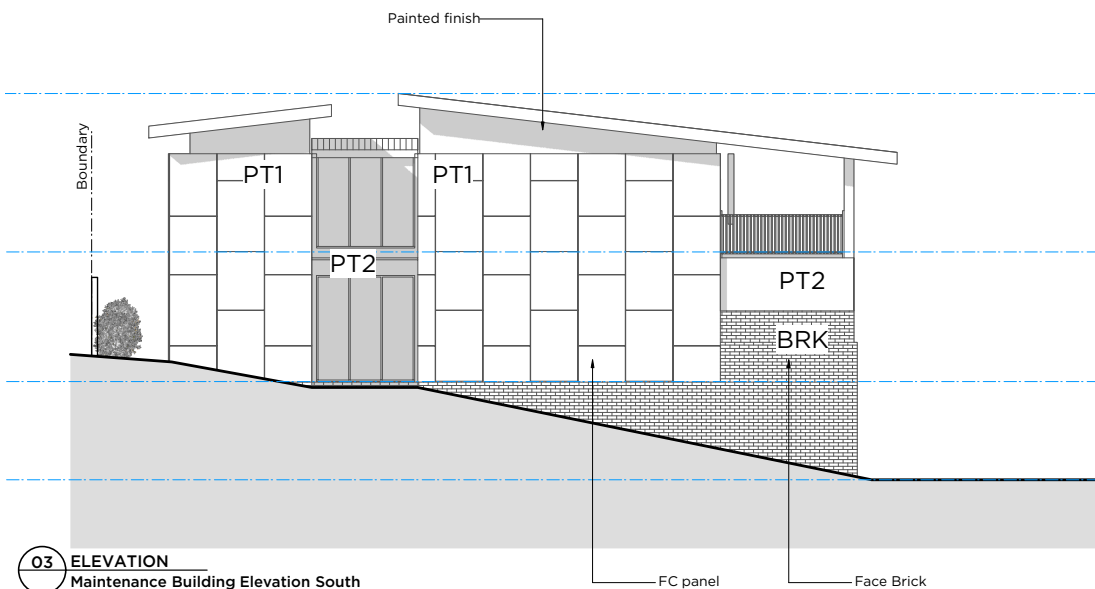 Painted finish
Boundary
PT1
PT1
PT2
PT2
BRK
03
ELEVATION
Maintenance Building Elevation South
FC panel
Face Brick